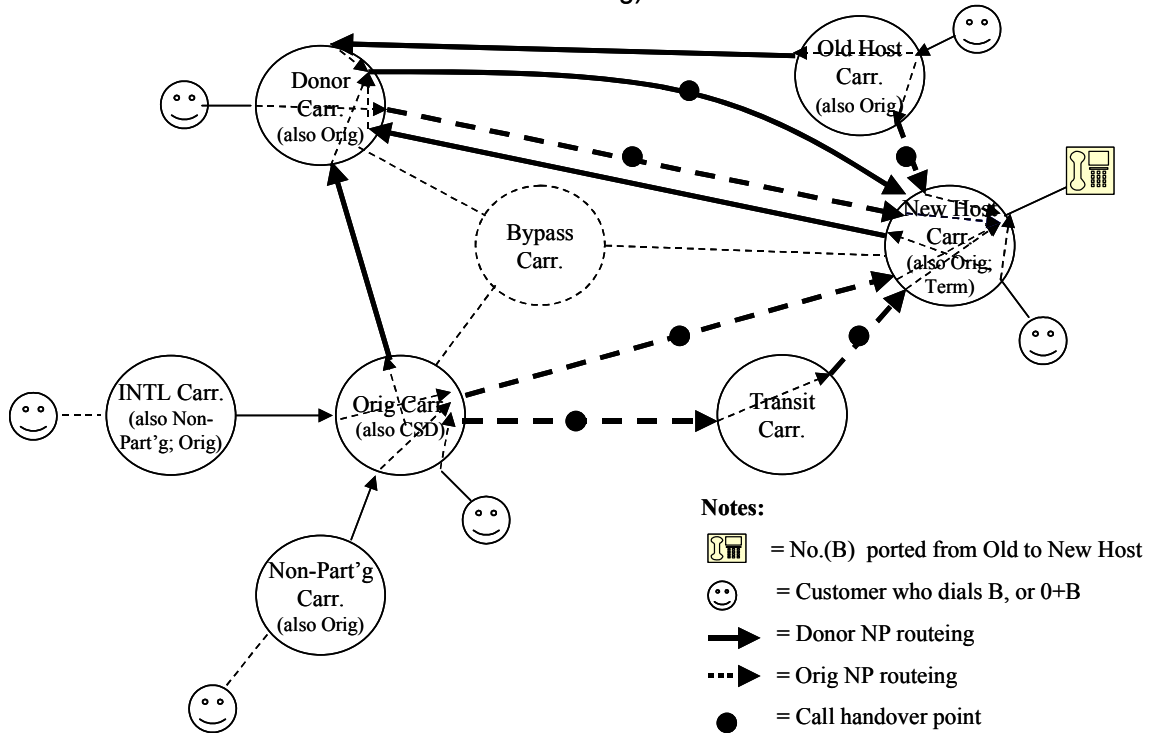 g)
Donor
Carr.
(also Orig)
Old Host
Carr.
(also Orig)
New Host
Carr.
(also Orig;
Term)
Bypass
Carr.
INTL Carr.
(also Non-
Part'g; Orig)
Orig Carr.
(also CSD)
Transit
Carr.
Non-Part'g
Carr.
(also Orig)
Notes:
= No.(B) ported from Old to New Host
= Customer who dials B, or 0+B
= Donor NP routeing
= Orig NP routeing
= Call handover point